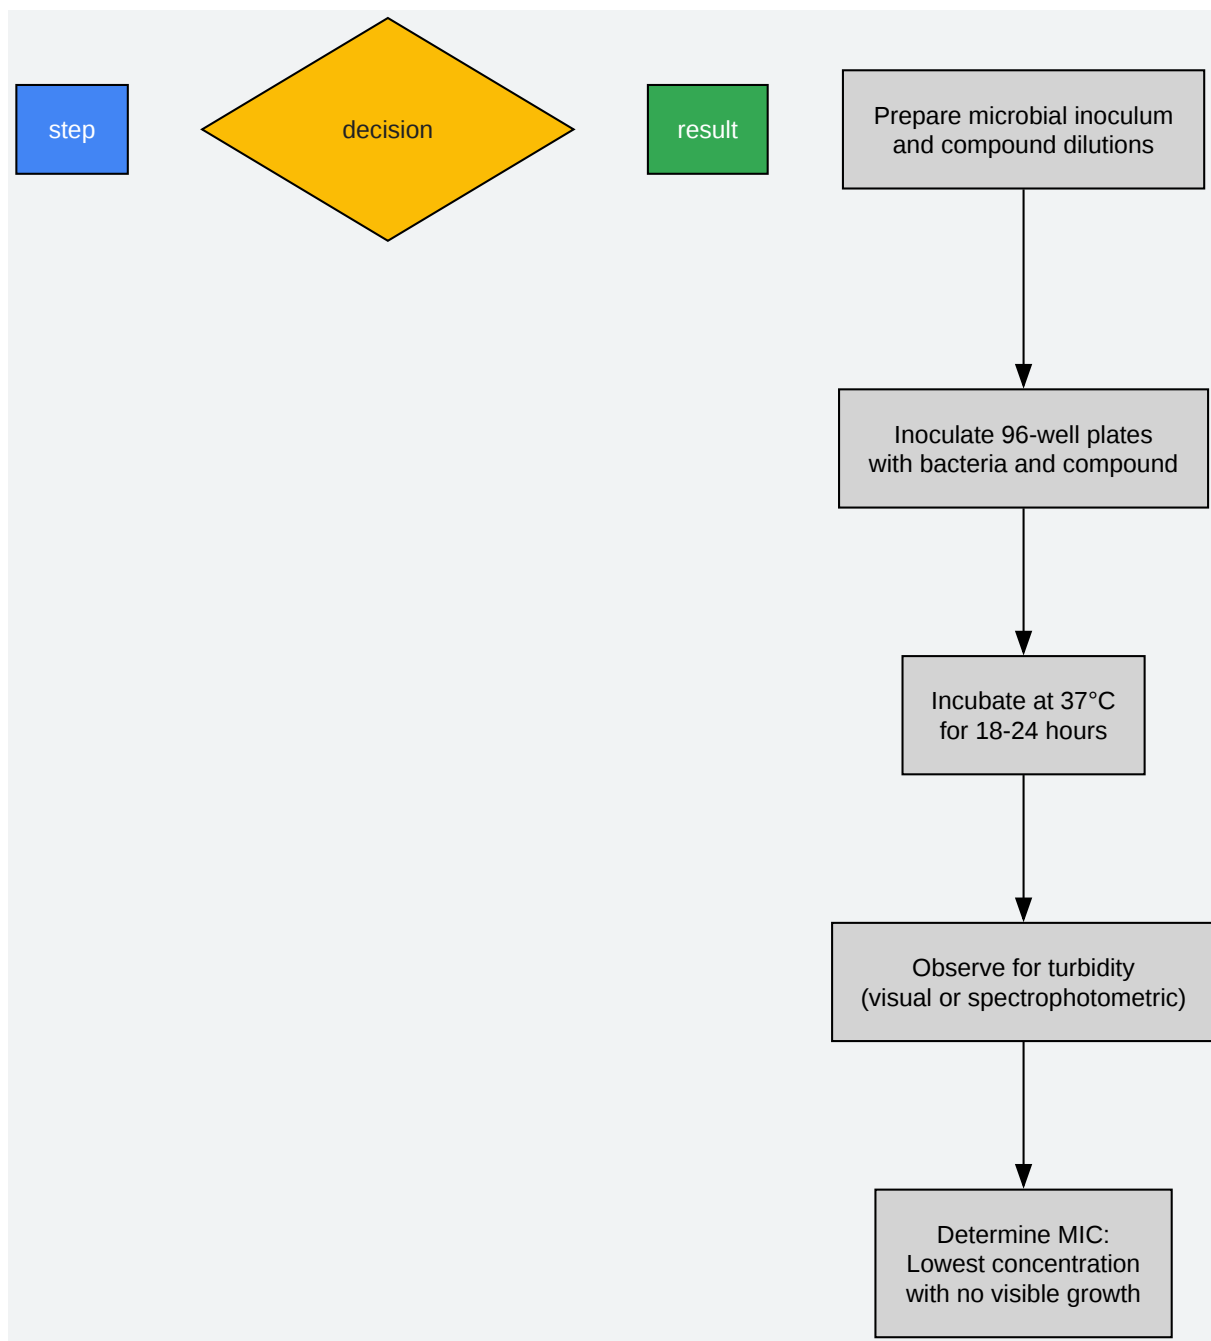 step
decision
result
Prepare microbial inoculum
and compound dilutions
Inoculate 96-well plates
with bacteria and compound
Incubate at 37°C
for 18-24 hours
Observe for turbidity
(visual or spectrophotometric)
Determine MIC:
Lowest concentration
with no visible growth